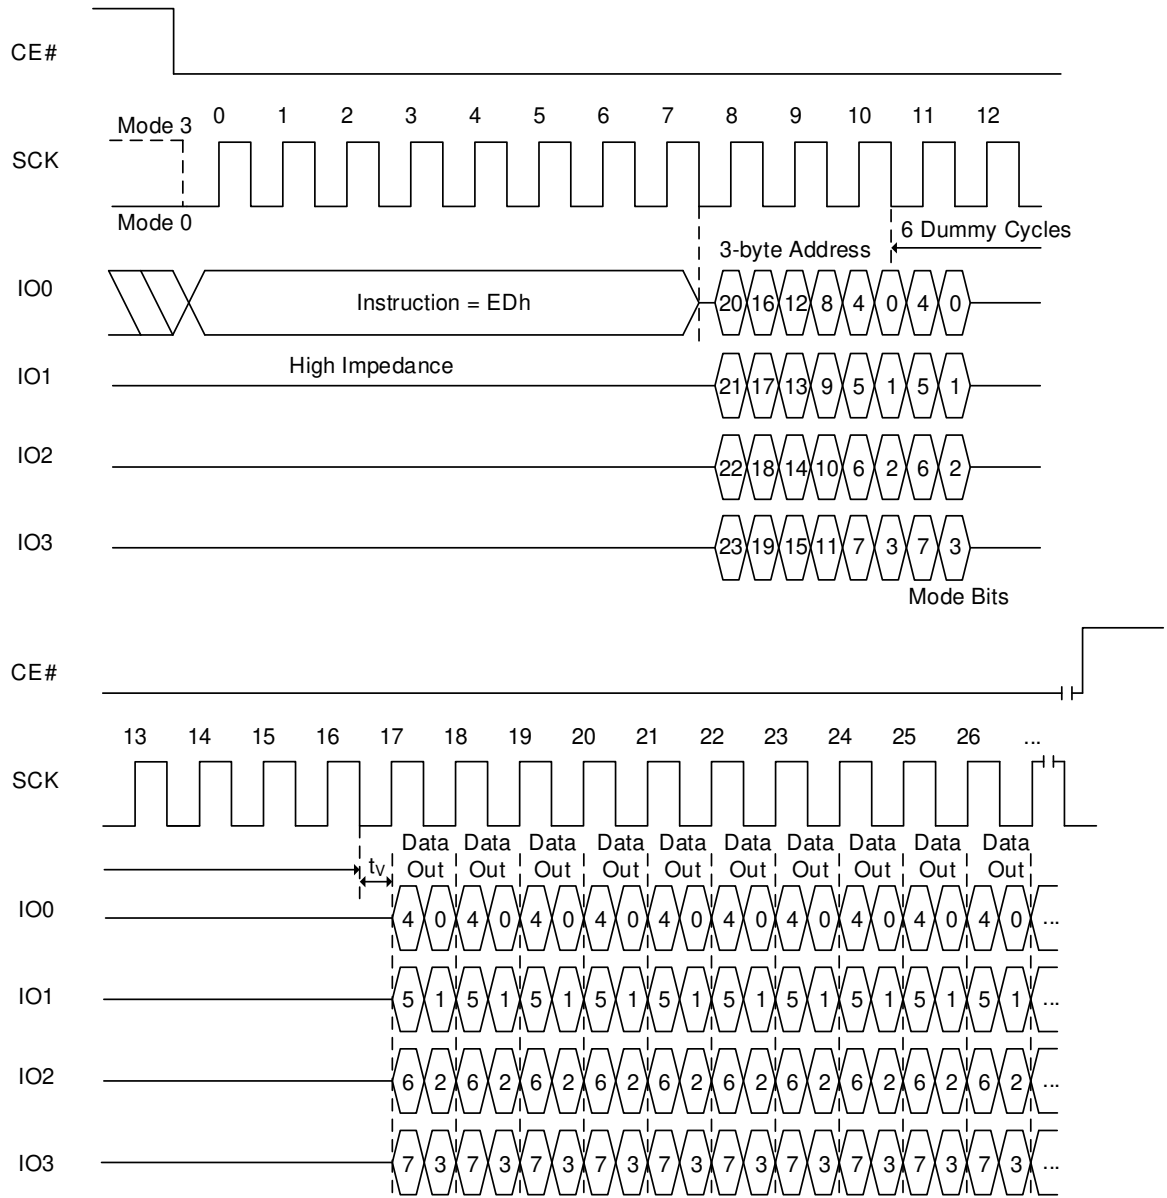 CE#
Mode 3
0 1 2 3 4 5 6 7 8 9 10 11 12
SCK
Mode 0
6 Dummy Cycles
3-byte Address
IO0
Instruction = EDh
20 16 12 8 4 0 4 0
High Impedance
IO1
21 17 13 9 5 1 5 1
IO2
22 18 14 10 6 2 6 2
IO3
23 19 15 11 7 3 7 3
Mode Bits
CE#
13 14 15 16 17 18 19 20 21 22 23 24 25 26 ...
SCK
Data Data Data Data Data Data Data Data Data Data
tV Out Out Out Out Out Out Out Out Out Out
IO0
4 0 4 0 4 0 4 0 4 0 4 0 4 0 4 0 4 0 4 0 ...
IO1
5 1 5 1 5 1 5 1 5 1 5 1 5 1 5 1 5 1 5 1 ...
IO2
6 2 6 2 6 2 6 2 6 2 6 2 6 2 6 2 6 2 6 2 ...
IO3
7 3 7 3 7 3 7 3 7 3 7 3 7 3 7 3 7 3 7 3 ...